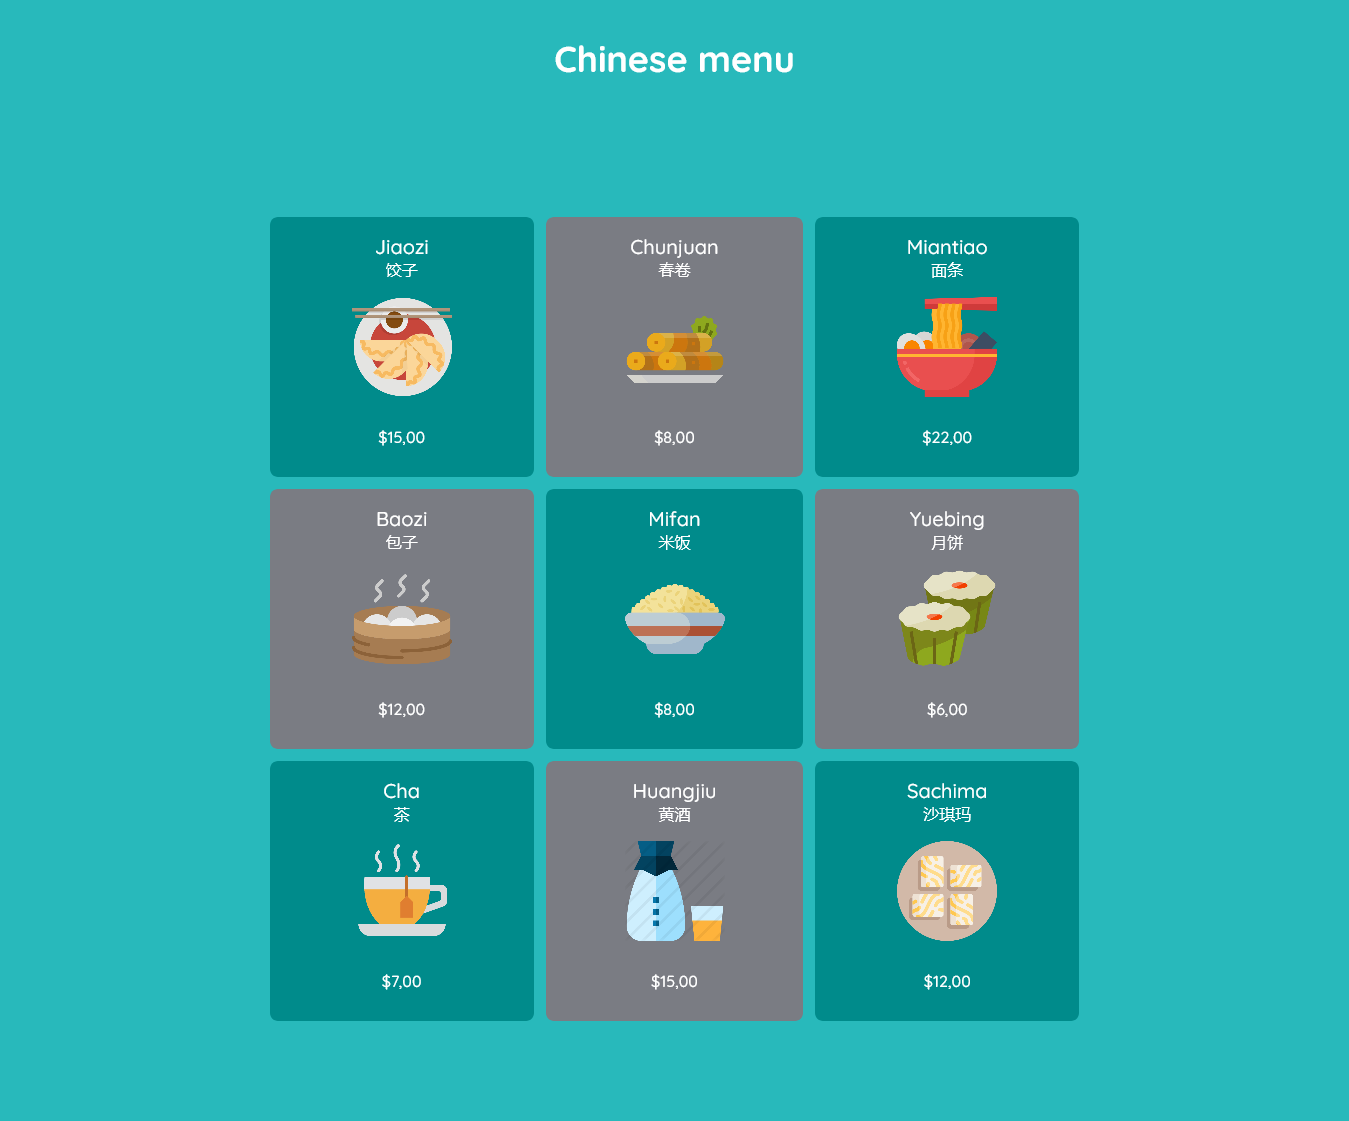 Chinese menu
Jiaozi
饺子
$15,00
Chunjuan
春卷
$8,00
Miantiao
面条
$22,00
Baozi
包子
$12,00
Mifan
米饭
$8,00
Yuebing
月饼
$6,00
Cha
茶
$7,00
Huangjiu
黄酒
$15,00
Sachima
沙琪玛
$12,00